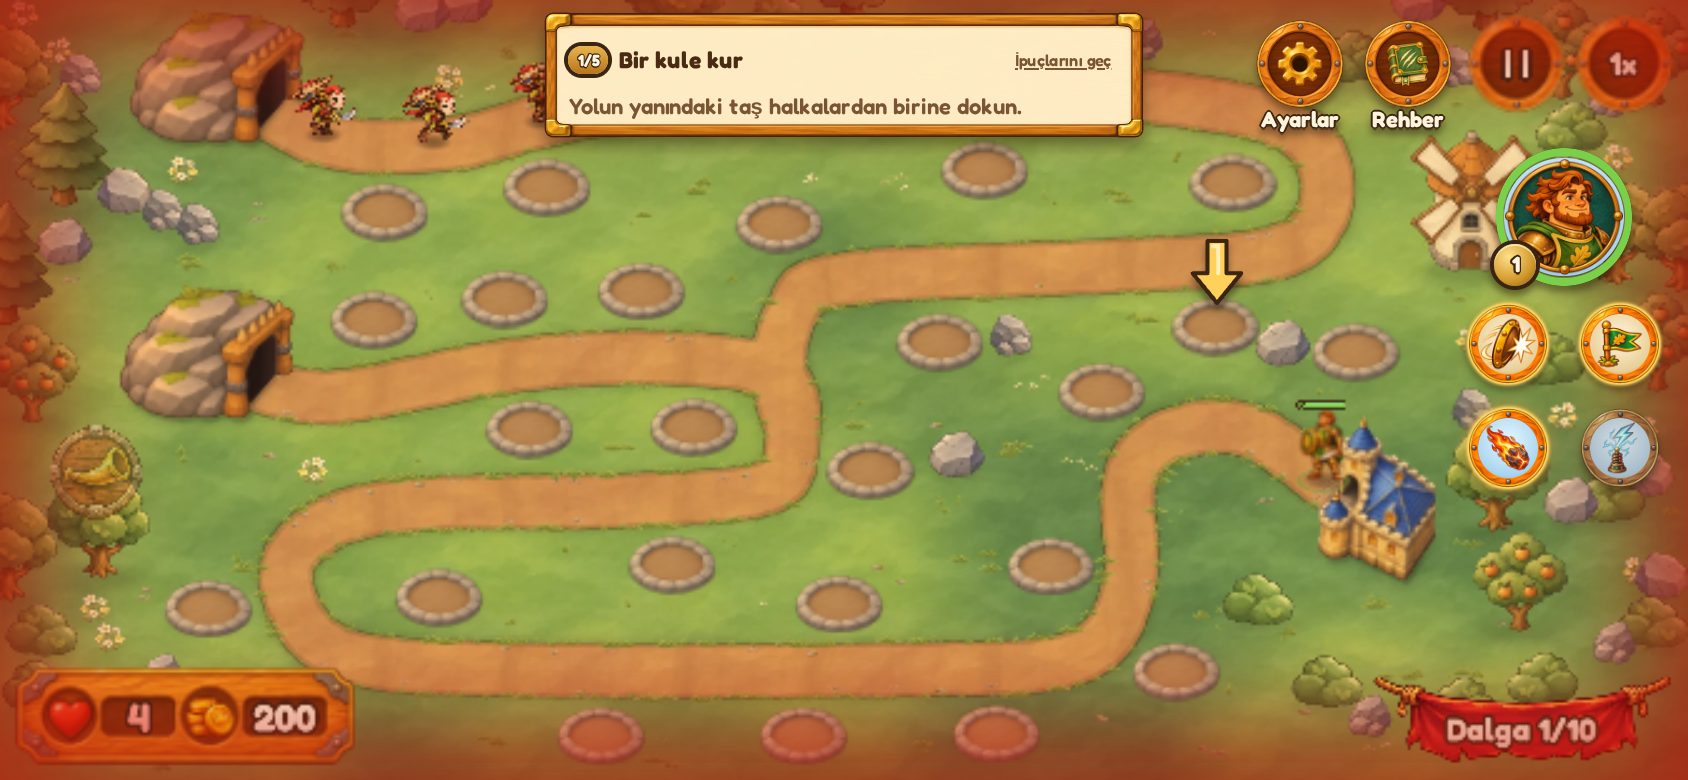 1/5 Bir kule kur İpuçlarını geç
Yolun yanındaki taş halkalardan birine dokun.
1x
Ayarlar Rehber
1
4 200
Dalga 1/10